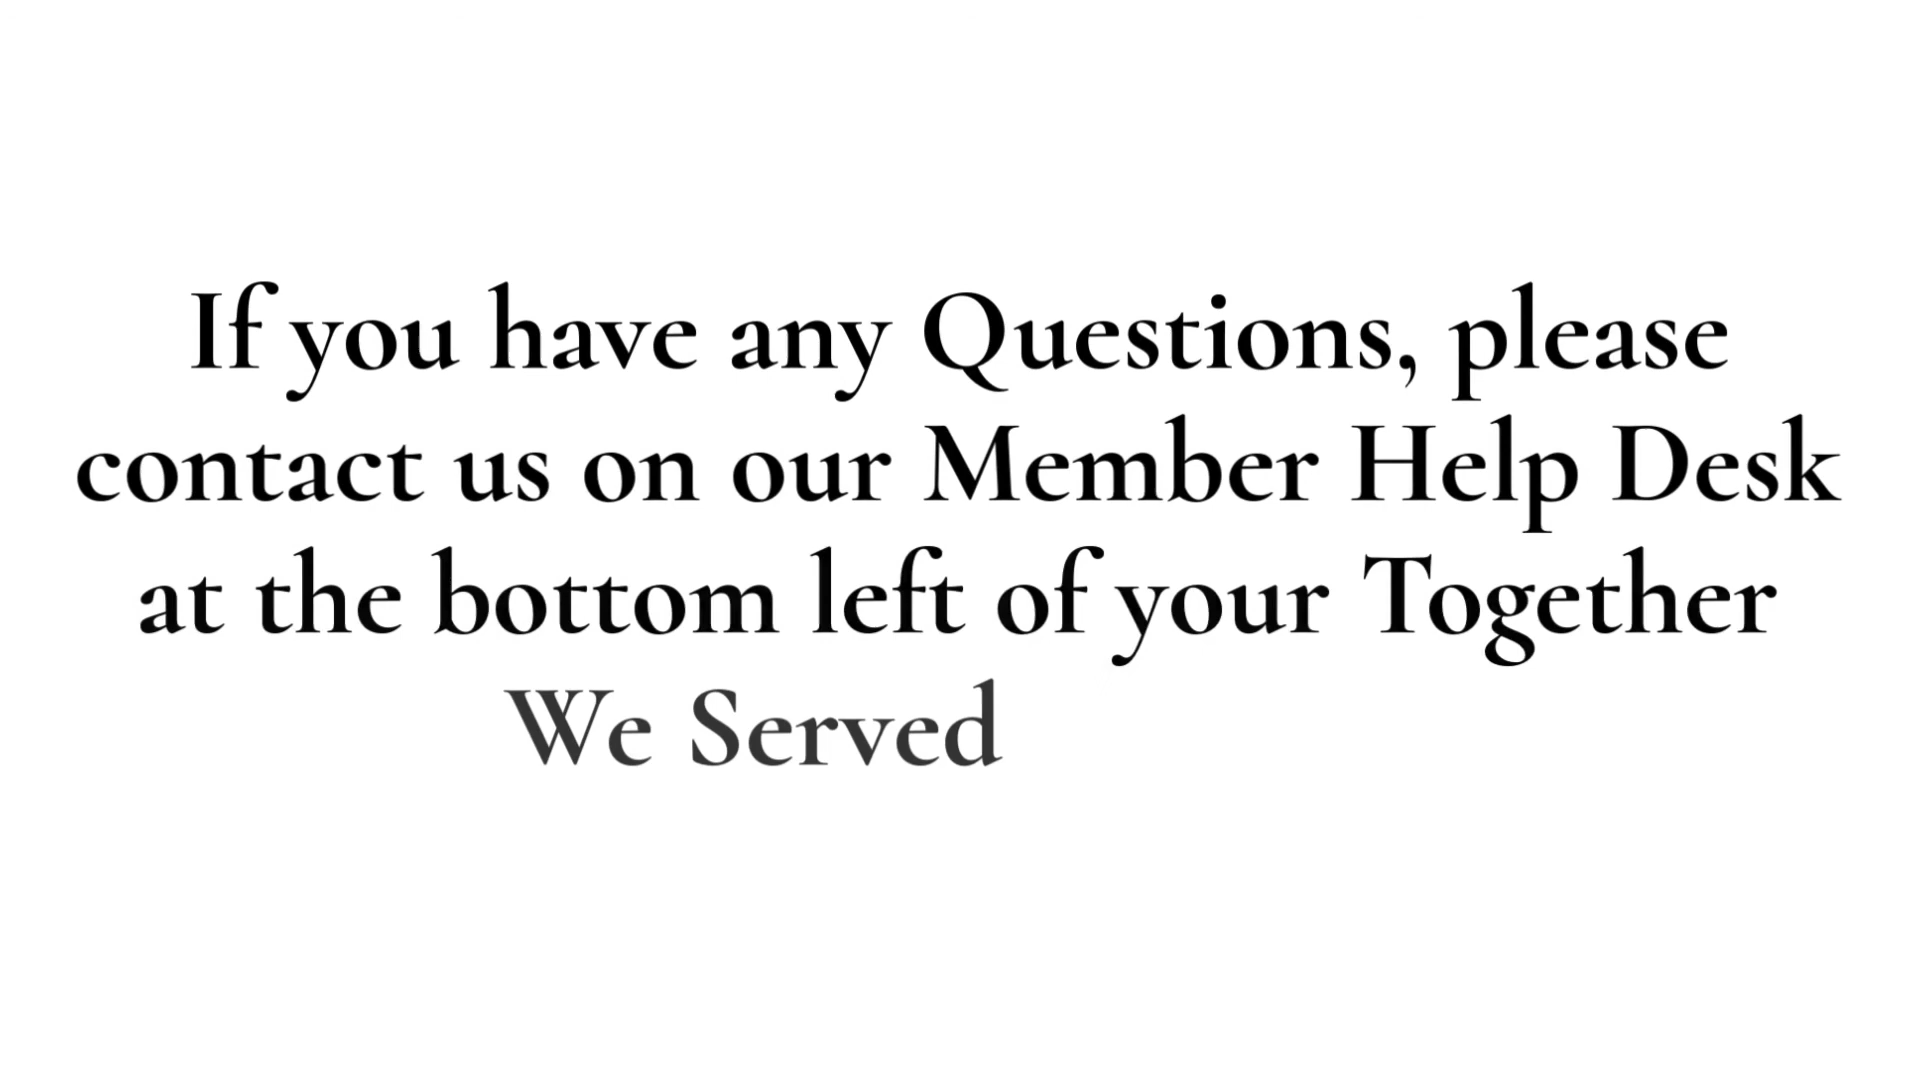 If you have any Questions, please
contact us on our Member Help Desk
at the bottom left of your Together
We Served